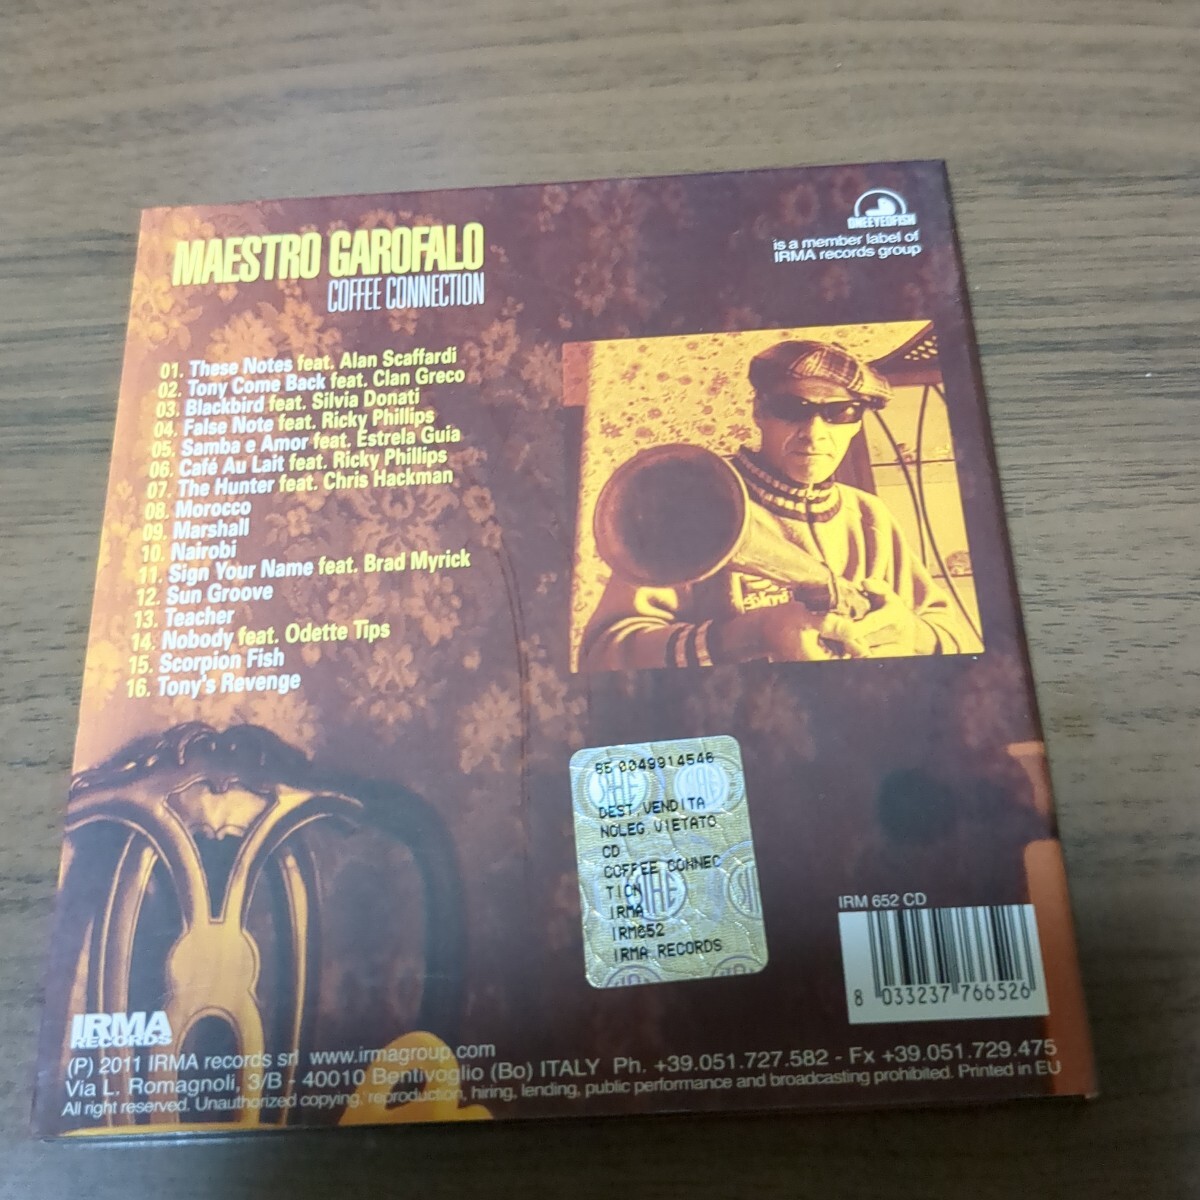 MAESTRO GAROFALO
COFFEE CONNECTION
ONEEYEDFISH
is a member label of
IRMA records group
01. These Notes feat. Alan Scaffardi
02. Tony Come Back feat. Clan Greco
03. Blackbird feat. Silvia Donati
04. False Note feat. Ricky Phillips
05. Samba e Amor feat. Estrela Guia
06. Café Au Lait feat. Ricky Phillips
07. The Hunter feat. Chris Hackman
08. Morocco
09. Marshall
10. Nairobi
11. Sign Your Name feat. Brad Myrick
12. Sun Groove
13. Teacher
14. Nobody feat. Odette Tips
15. Scorpion Fish
16. Tony's Revenge
DEST.VENDITA
NOLEG.VIETATO
CD
COFFEE CONNEC
TION
IRMA
IRM652
IRMA RECORDS
SIAE
IRM 652 CD
8 033237 766526
IRMA
RECORDS
(P) 2011 IRMA records srl www.irmagroup.com
Via L. Romagnoli, 3/B - 40010 Bentivoglio (Bo) ITALY Ph. +39.051.727.582 - Fx +39.051.729.475
All right reserved. Unauthorized copying, reproduction, hiring, lending, public performance and broadcasting prohibited. Printed in EU